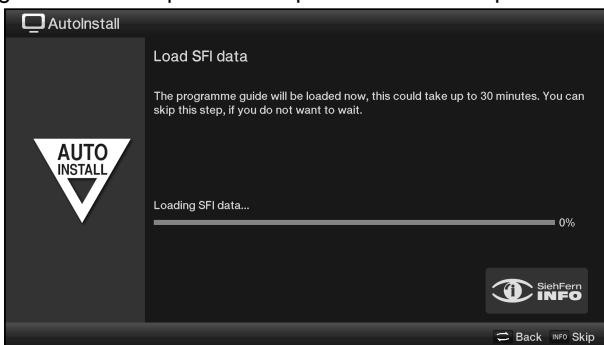 AutoInstall
Load SFI data
The programme guide will be loaded now, this could take up to 30 minutes. You can
skip this step, if you do not want to wait.
AUTO
INSTALL
Loading SFI data...
0%
SiehFern
INFO
Back INFO Skip